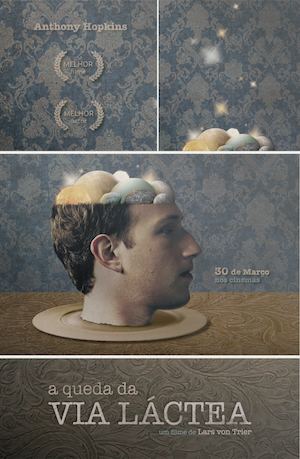 Anthony Hopkins
MELHOR
filme
MELHOR
30 de Março
nos cinemas
a queda da
VIA LÁCTEA
um filme de Lars von Trier